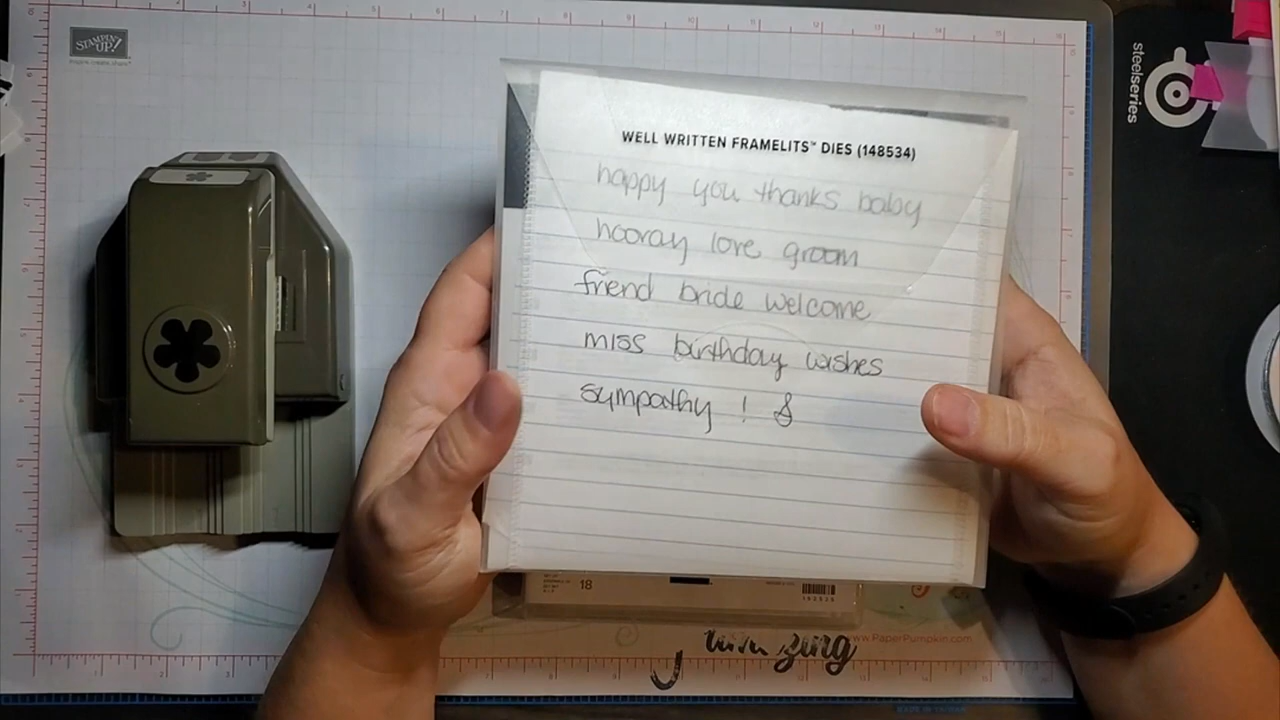 STAMPIN' UP!
steelseries
WELL WRITTEN FRAMELITS™ DIES (148534)
happy you thanks baby
hooray love groom
friend bride welcome
miss birthday wishes
sympathy ! &
18
amazing
www.PaperPumpkin.com